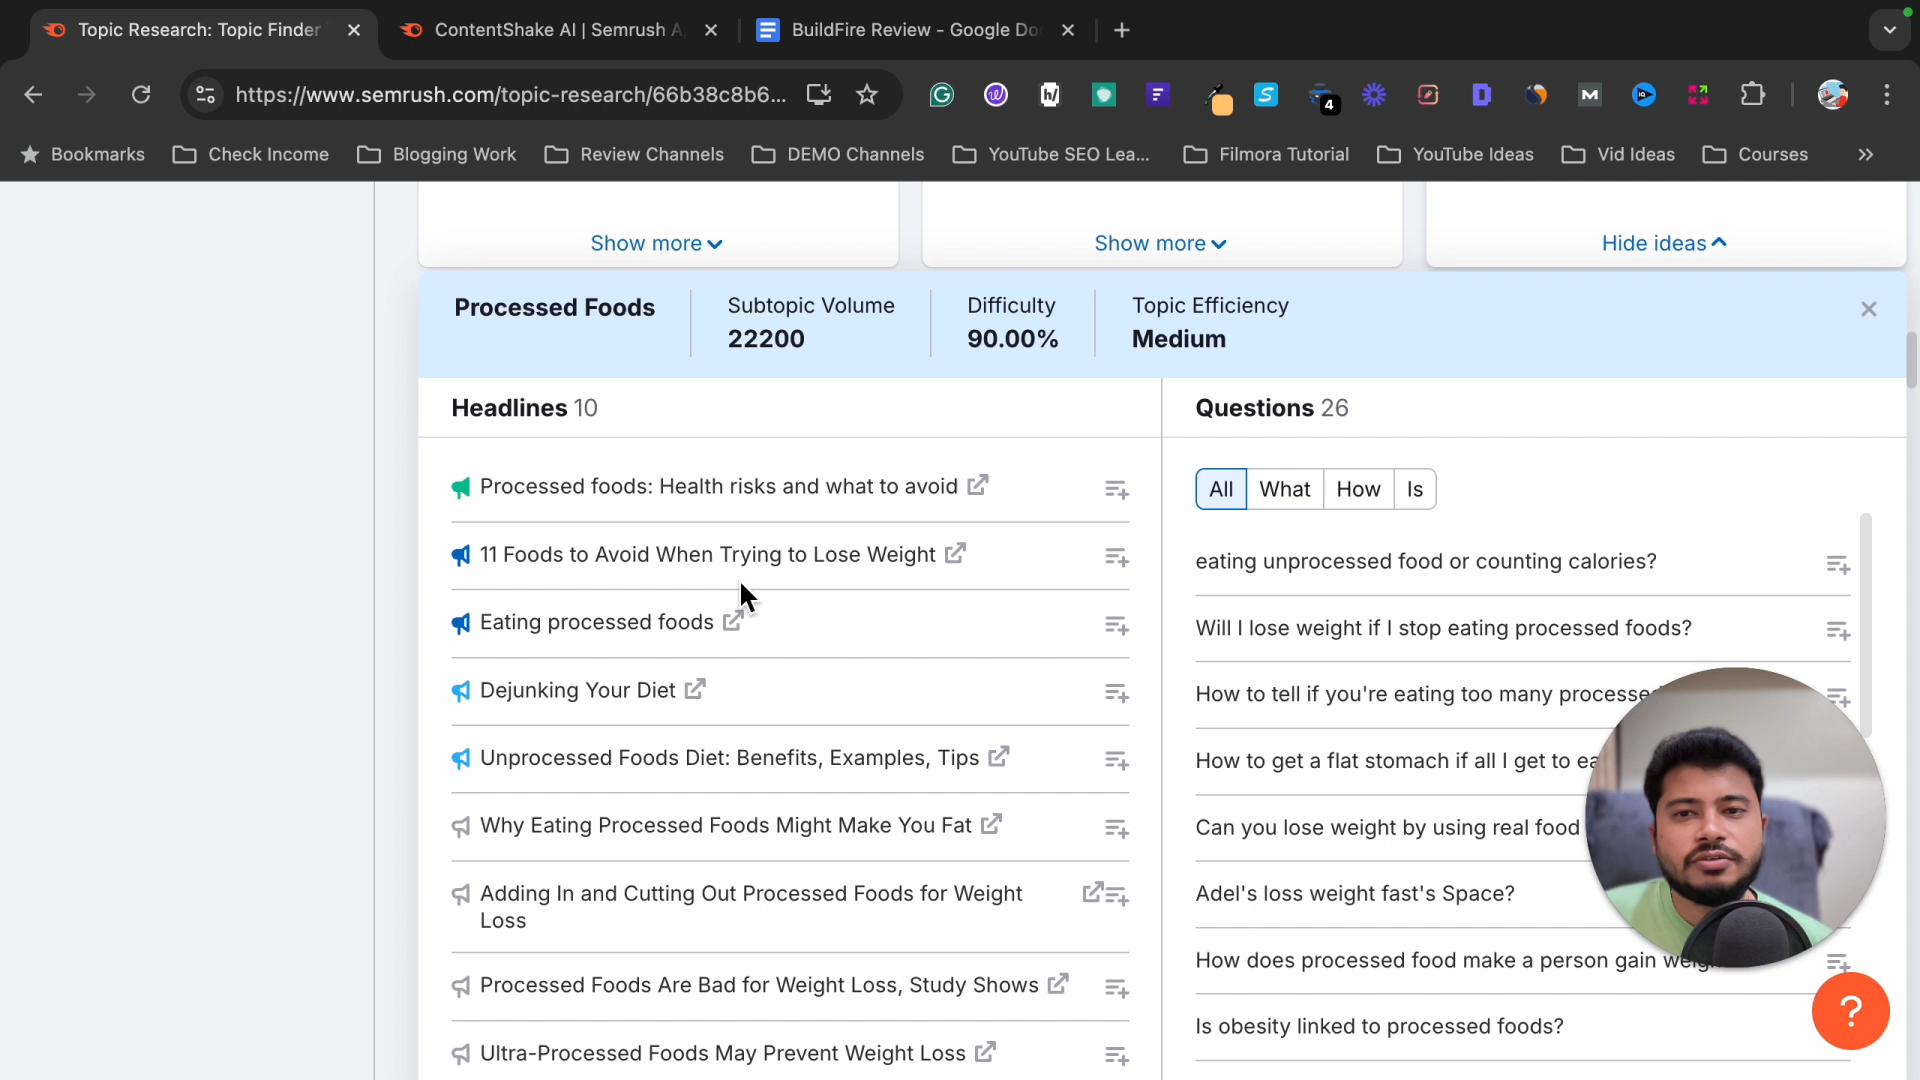 Topic Research: Topic Finder
ContentShake AI | Semrush A
BuildFire Review - Google Do
https://www.semrush.com/topic-research/66b38c8b6...
4
Bookmarks
Check Income
Blogging Work
Review Channels
DEMO Channels
YouTube SEO Lea...
Filmora Tutorial
YouTube Ideas
Vid Ideas
Courses
Show more
Show more
Hide ideas
Processed Foods
Subtopic Volume
22200
Difficulty
90.00%
Topic Efficiency
Medium
Headlines 10
Processed foods: Health risks and what to avoid
11 Foods to Avoid When Trying to Lose Weight
Eating processed foods
Dejunking Your Diet
Unprocessed Foods Diet: Benefits, Examples, Tips
Why Eating Processed Foods Might Make You Fat
Adding In and Cutting Out Processed Foods for Weight
Loss
Processed Foods Are Bad for Weight Loss, Study Shows
Ultra-Processed Foods May Prevent Weight Loss
Questions 26
All
What
How
Is
eating unprocessed food or counting calories?
Will I lose weight if I stop eating processed foods?
How to tell if you're eating too many processe
How to get a flat stomach if all I get to ea
Can you lose weight by using real food
Adel's loss weight fast's Space?
How does processed food make a person gain weig
Is obesity linked to processed foods?
?